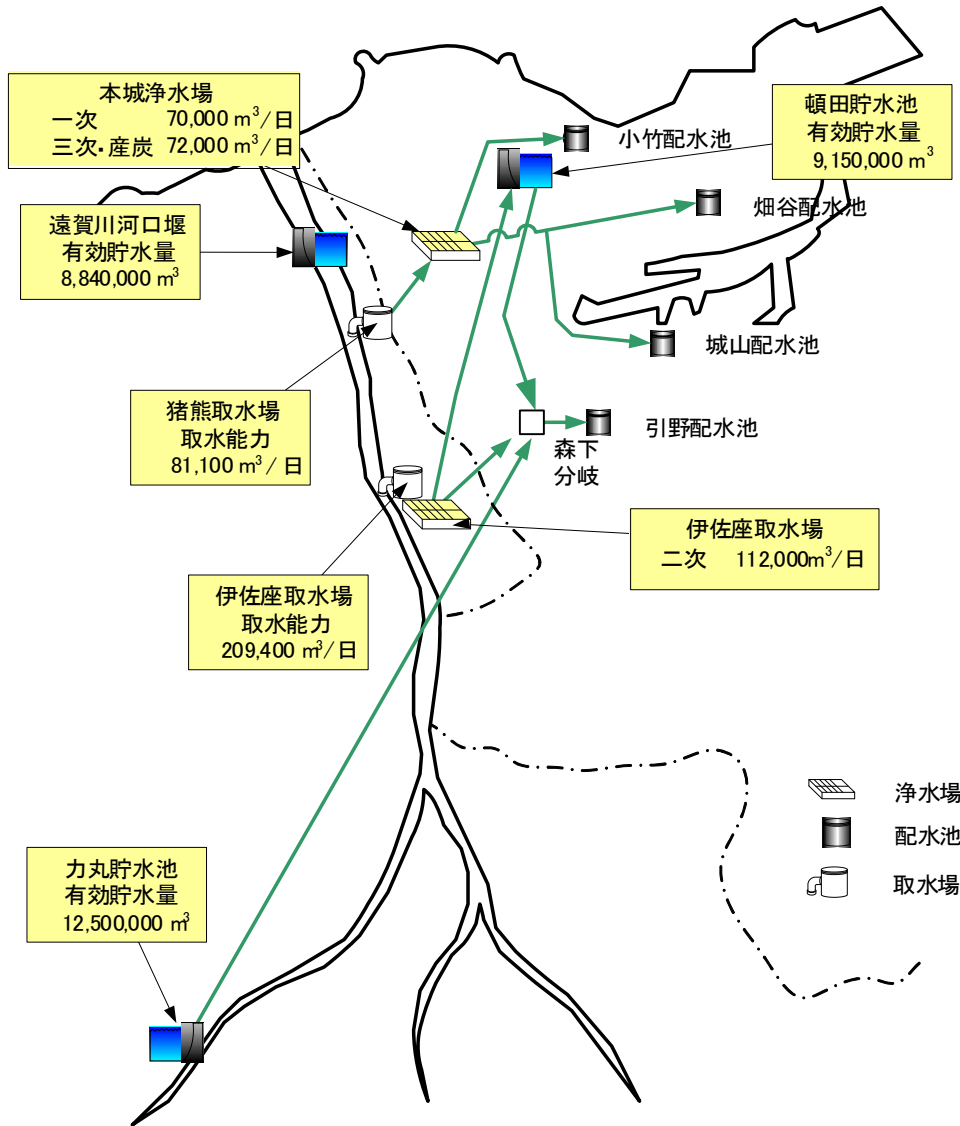 本城浄水場
一次 70,000 m³/日
三次・産炭 72,000 m³/日
頓田貯水池
有効貯水量
9,150,000 m³
小竹配水池
畑谷配水池
遠賀川河口堰
有効貯水量
8,840,000 m³
城山配水池
猪熊取水場
取水能力
81,100 m³/日
引野配水池
森下
分岐
伊佐座取水場
二次 112,000m³/日
伊佐座取水場
取水能力
209,400 m³/日
浄水場
配水池
取水場
力丸貯水池
有効貯水量
12,500,000 m³